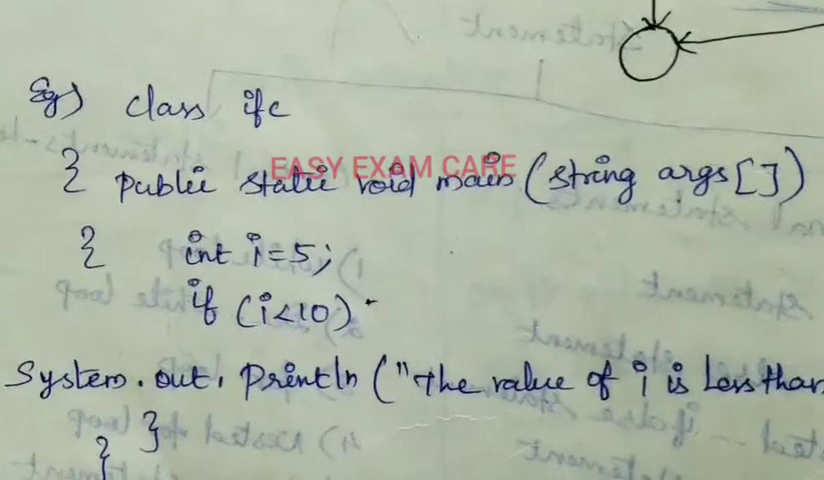 Eg) class ifc
{ EASY EXAM CARE
public static void main (string args [])
{ int i=5;
if (i<10)
System.out.println ("the value of i is Less than
}
}